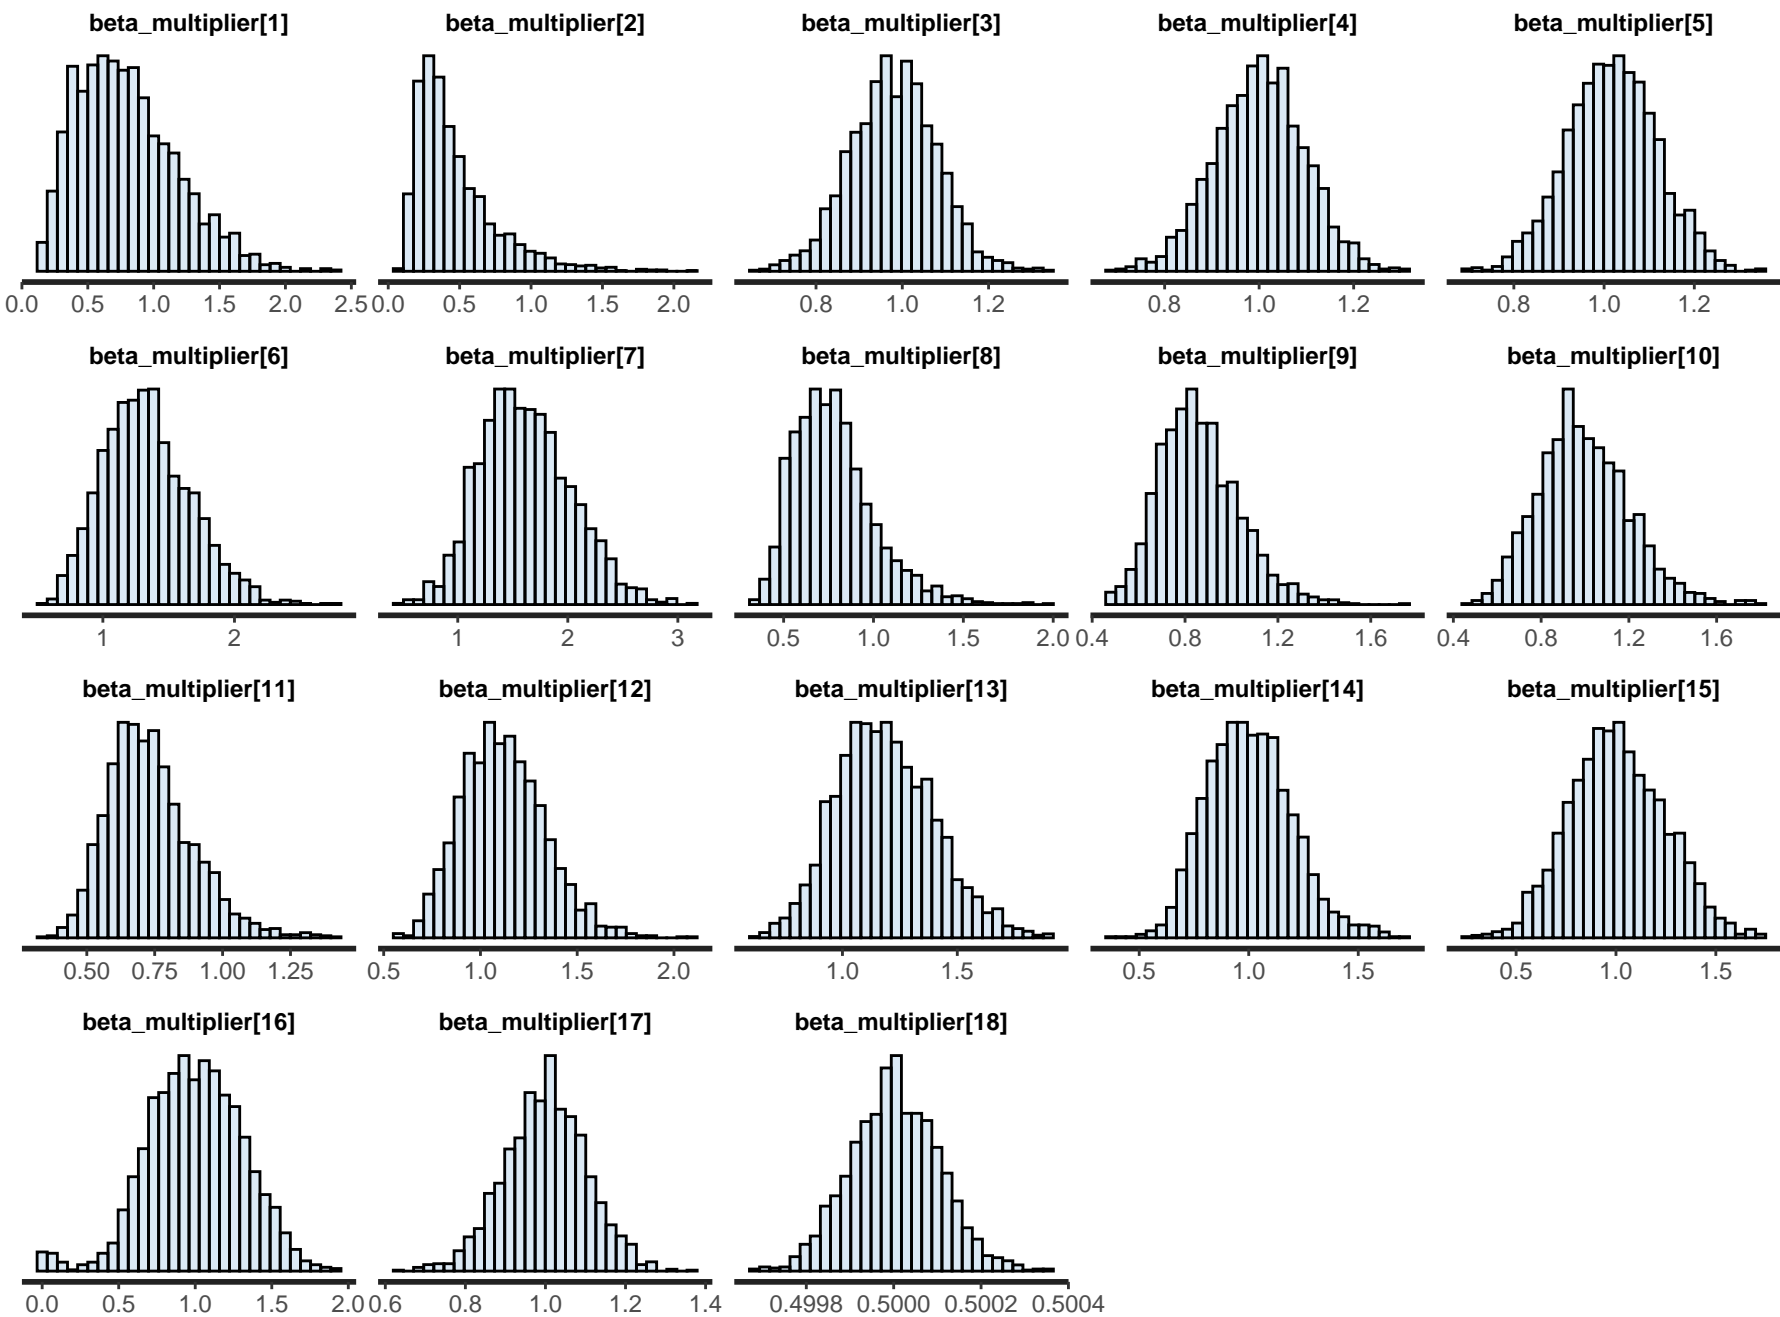 beta_multiplier[1] beta_multiplier[2] beta_multiplier[3] beta_multiplier[4] beta_multiplier[5]
0.0 0.5 1.0 1.5 2.0 2.5 0.0 0.5 1.0 1.5 2.0 0.8 1.0 1.2 0.8 1.0 1.2 0.8 1.0 1.2
beta_multiplier[6] beta_multiplier[7] beta_multiplier[8] beta_multiplier[9] beta_multiplier[10]
1 2 1 2 3 0.5 1.0 1.5 2.0 0.4 0.8 1.2 1.6 0.4 0.8 1.2 1.6
beta_multiplier[11] beta_multiplier[12] beta_multiplier[13] beta_multiplier[14] beta_multiplier[15]
0.50 0.75 1.00 1.25 0.5 1.0 1.5 2.0 1.0 1.5 0.5 1.0 1.5 0.5 1.0 1.5
beta_multiplier[16] beta_multiplier[17] beta_multiplier[18]
0.0 0.5 1.0 1.5 2.0 0.6 0.8 1.0 1.2 1.4 0.4998 0.5000 0.5002 0.5004